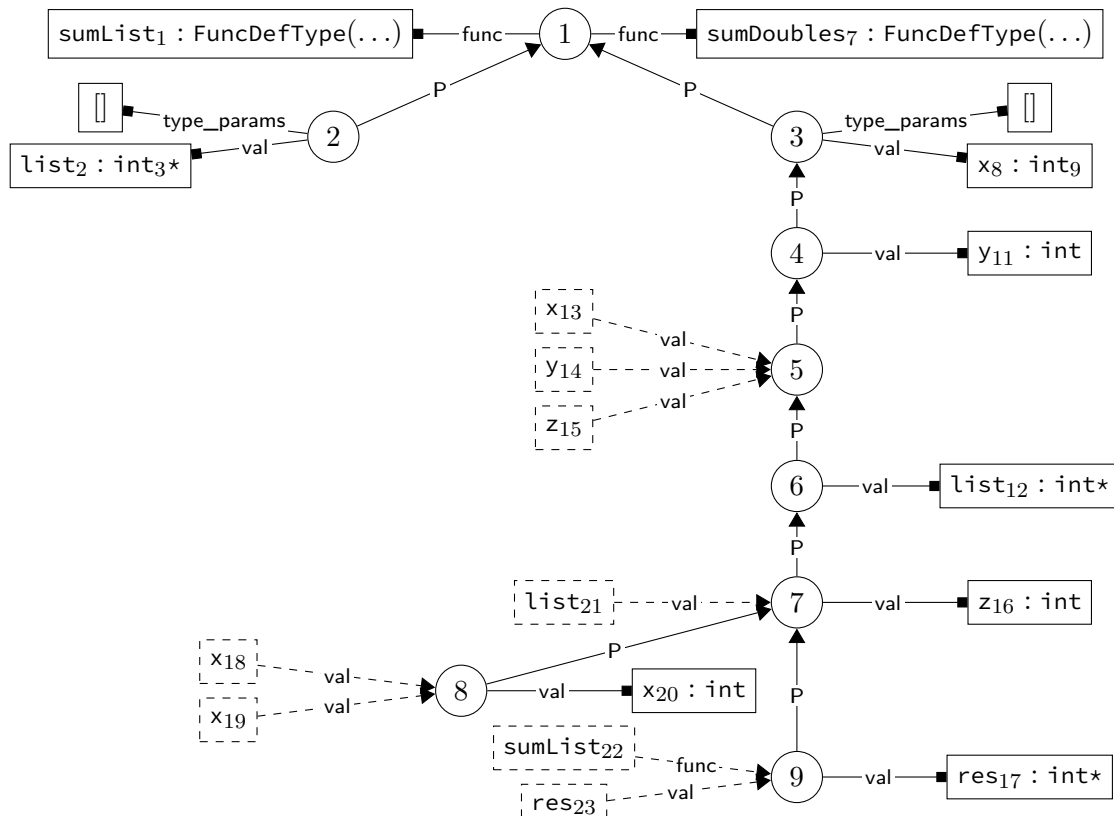 sumList₁ : FuncDefType(...) func 1 func sumDoubles₇ : FuncDefType(...)
P P
[] type_params 2 3 type_params []
list₂ : int₃* val val x₈ : int₉
P
4 val y₁₁ : int
x₁₃ val P
y₁₄ val 5
z₁₅ val
P
6 val list₁₂ : int*
P
list₂₁ val 7 val z₁₆ : int
P
x₁₈ val 8 val x₂₀ : int P
x₁₉ val
sumList₂₂ func 9 val res₁₇ : int*
res₂₃ val